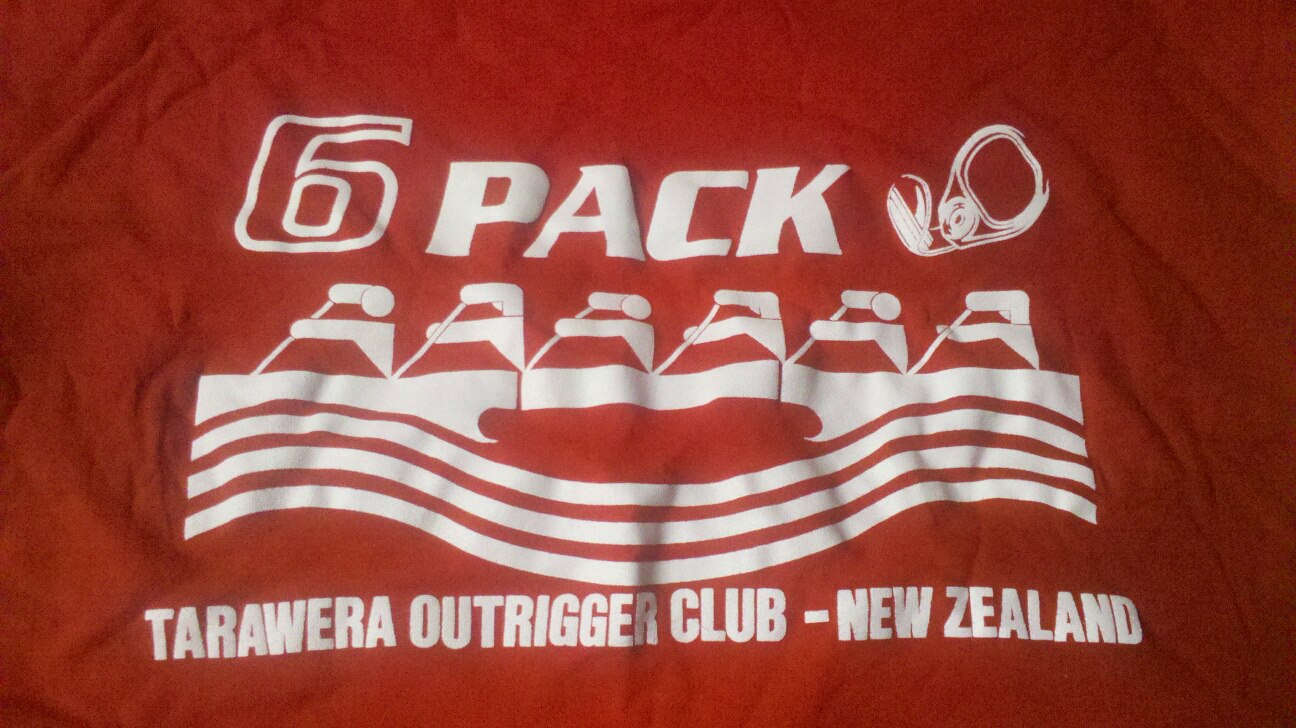 6 PACK
TARAWERA OUTRIGGER CLUB - NEW ZEALAND